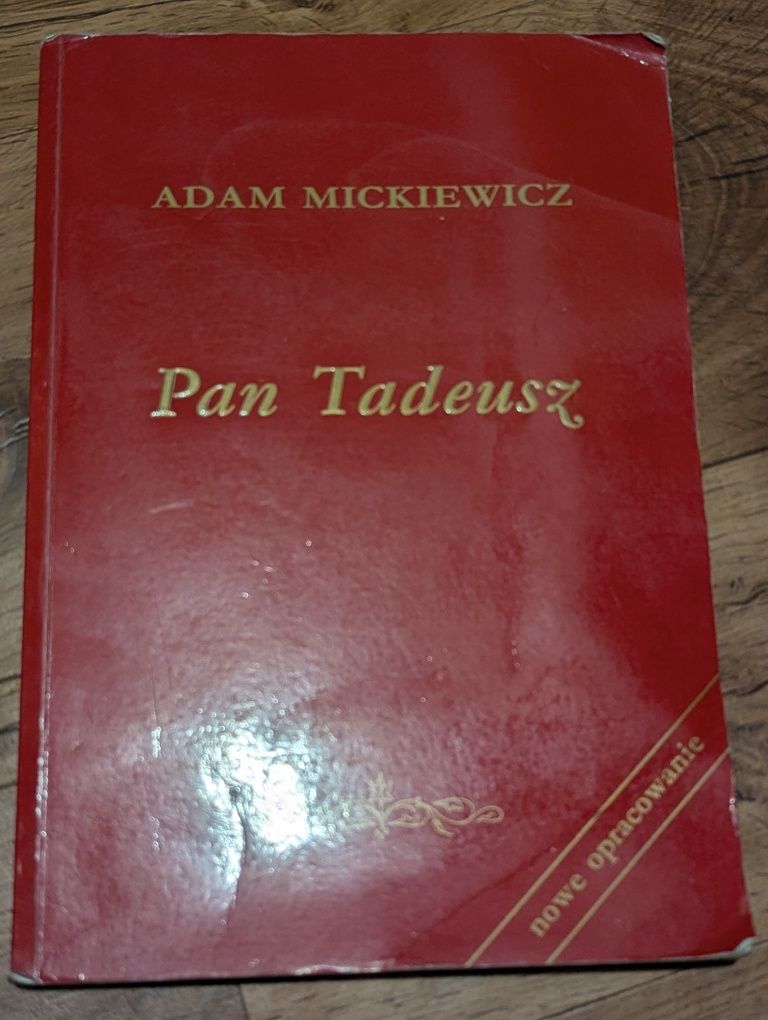 ADAM MICKIEWICZ
Pan Tadeusz
nowe opracowanie